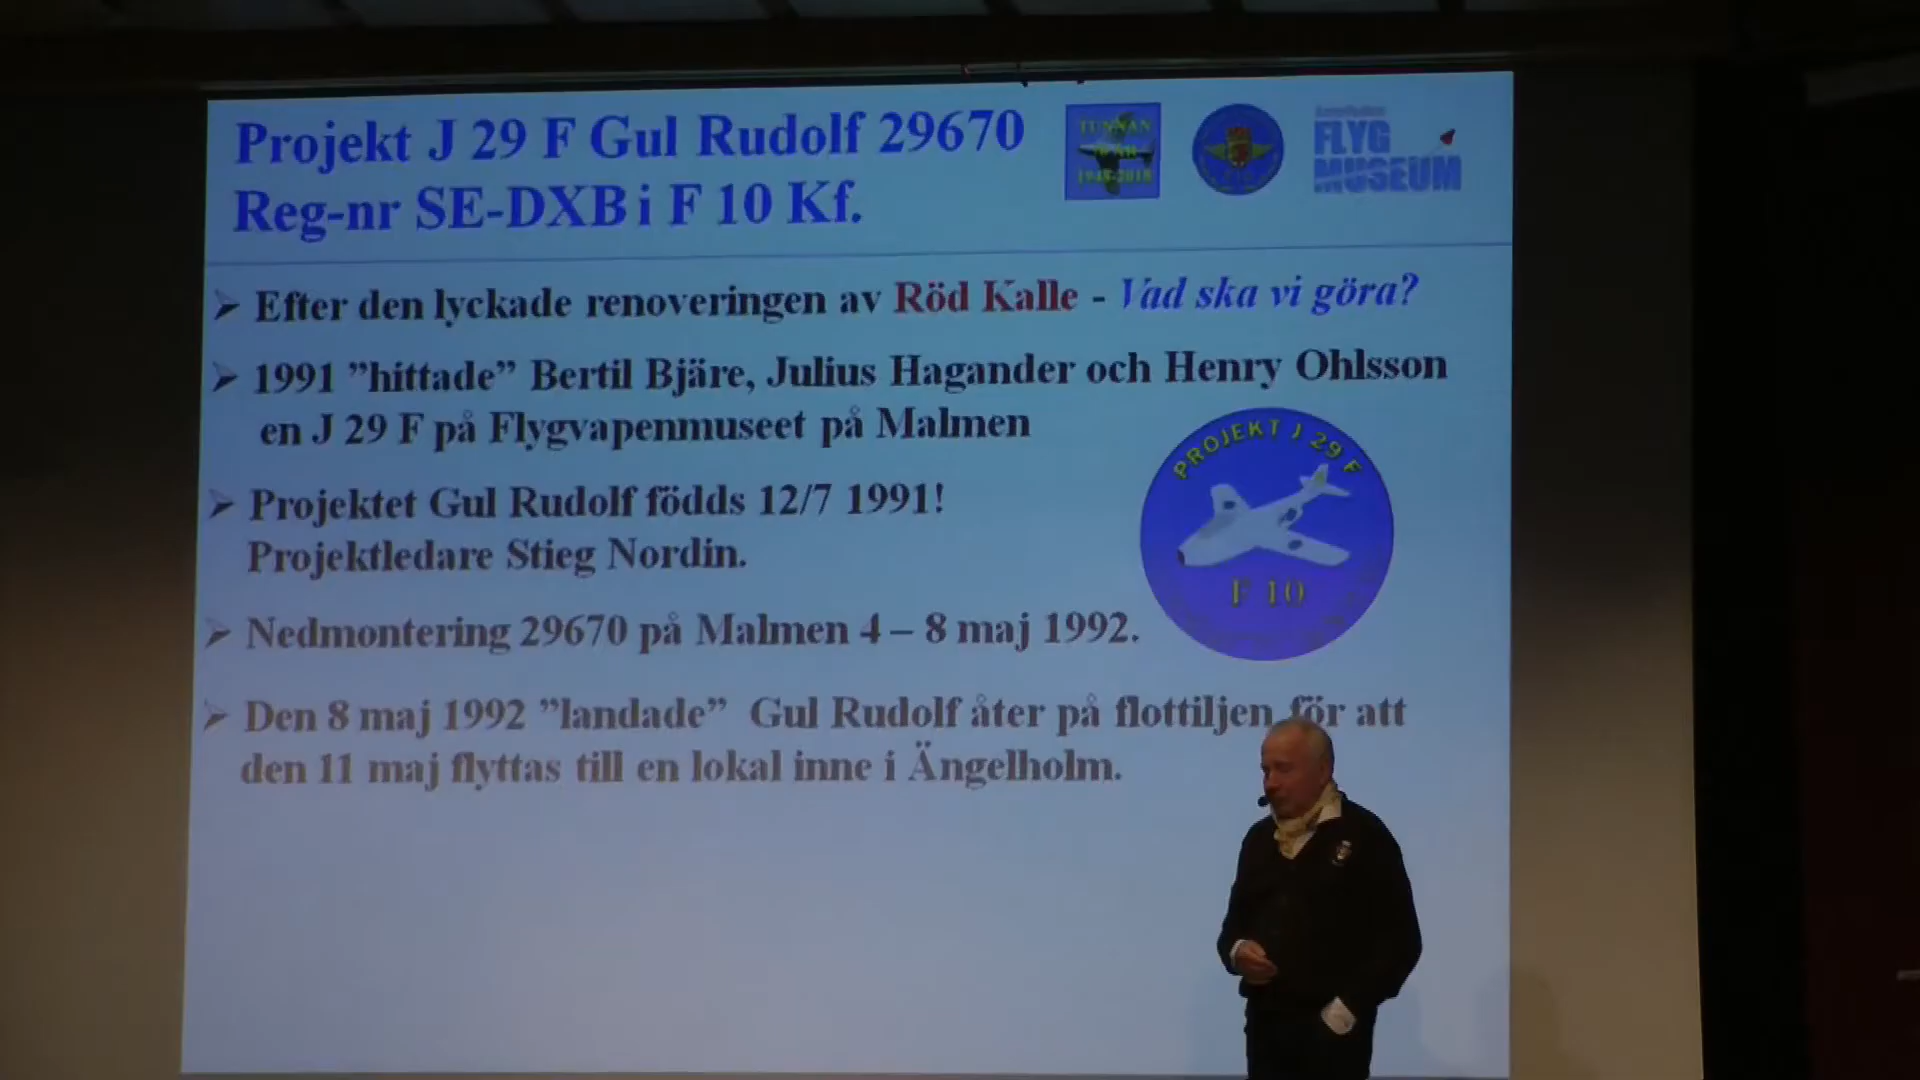 Projekt J 29 F Gul Rudolf 29670
Reg-nr SE-DXB i F 10 Kf.
TUNNAN
1948-2018
FLYG
MUSEUM
Efter den lyckade renoveringen av Röd Kalle - Vad ska vi göra?
1991 ”hittade” Bertil Bjäre, Julius Hagander och Henry Ohlsson
en J 29 F på Flygvapenmuseet på Malmen
Projektet Gul Rudolf födds 12/7 1991!
Projektledare Stieg Nordin.
PROJEKT J 29 F
F 10
Nedmontering 29670 på Malmen 4 – 8 maj 1992.
Den 8 maj 1992 ”landade” Gul Rudolf åter på flottiljen för att
den 11 maj flyttas till en lokal inne i Ängelholm.